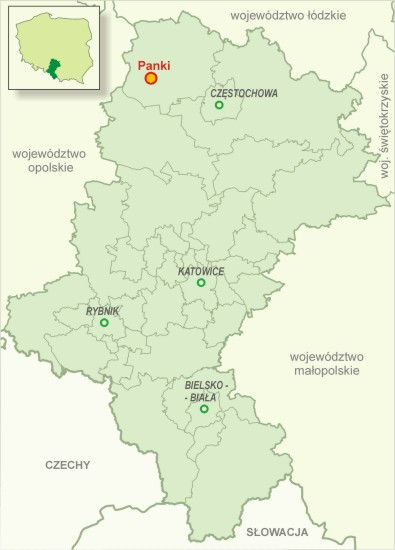 województwo łódzkie
Panki
CZĘSTOCHOWA
woj. świętokrzyskie
województwo
opolskie
KATOWICE
RYBNIK
województwo
małopolskie
BIELSKO -
- BIAŁA
CZECHY
SŁOWACJA